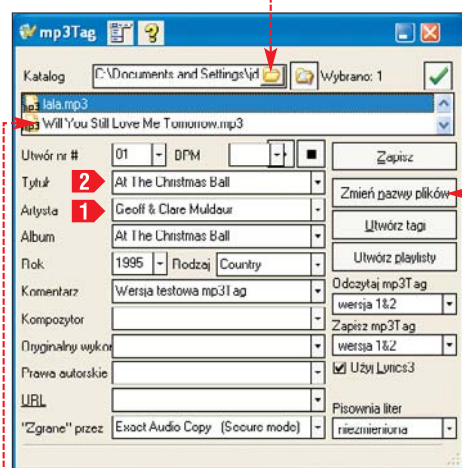 mp3Tag
Katalog C:\Documents and Settings\jd Wybrano: 1
mp3 lala.mp3
mp3 Will You Still Love Me Tomorrow.mp3
Utwór nr # 01 BPM
Zapisz
Tytuł 2 At The Christmas Ball
Zmień nazwy plików
Artysta 1 Geoff & Clare Muldaur
Utwórz tagi
Album At The Christmas Ball
Rok 1995 Rodzaj Country
Utwórz playlisty
Komentarz Wersja testowa mp3Tag
Odczytaj mp3Tag
wersja 1&2
Kompozytor
Zapisz mp3Tag
Oryginalny wykor
wersja 1&2
Prawa autorskie
Użyj Lyrics3
URL
Pisownia liter
"Zgrane" przez Exact Audio Copy (Secure mode)
niezmieniona